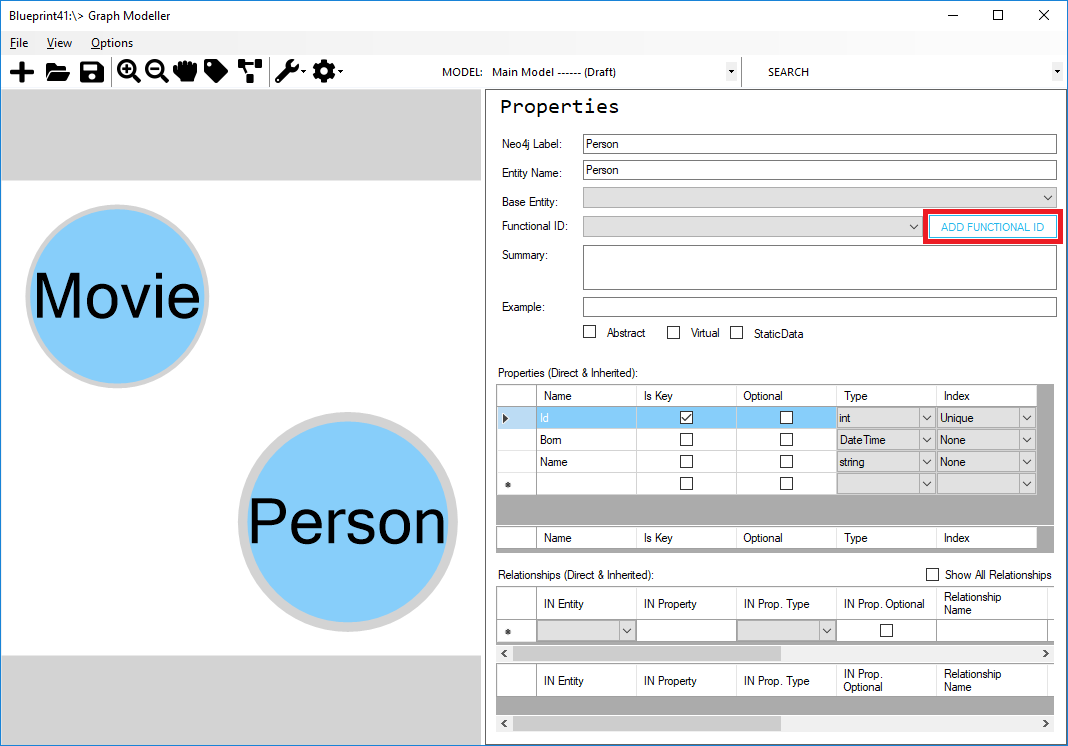 Blueprint41:\> Graph Modeller
File View Options
MODEL: Main Model ------ (Draft) SEARCH
Movie
Person
Properties
Neo4j Label: Person
Entity Name: Person
Base Entity:
Functional ID: ADD FUNCTIONAL ID
Summary:
Example:
Abstract Virtual StaticData
Properties (Direct & Inherited):
Name Is Key Optional Type Index
Id int Unique
Born DateTime None
Name string None
Name Is Key Optional Type Index
Relationships (Direct & Inherited): Show All Relationships
IN Entity IN Property IN Prop. Type IN Prop. Optional Relationship
Name
IN Entity IN Property IN Prop. Type IN Prop. Relationship
Optional Name